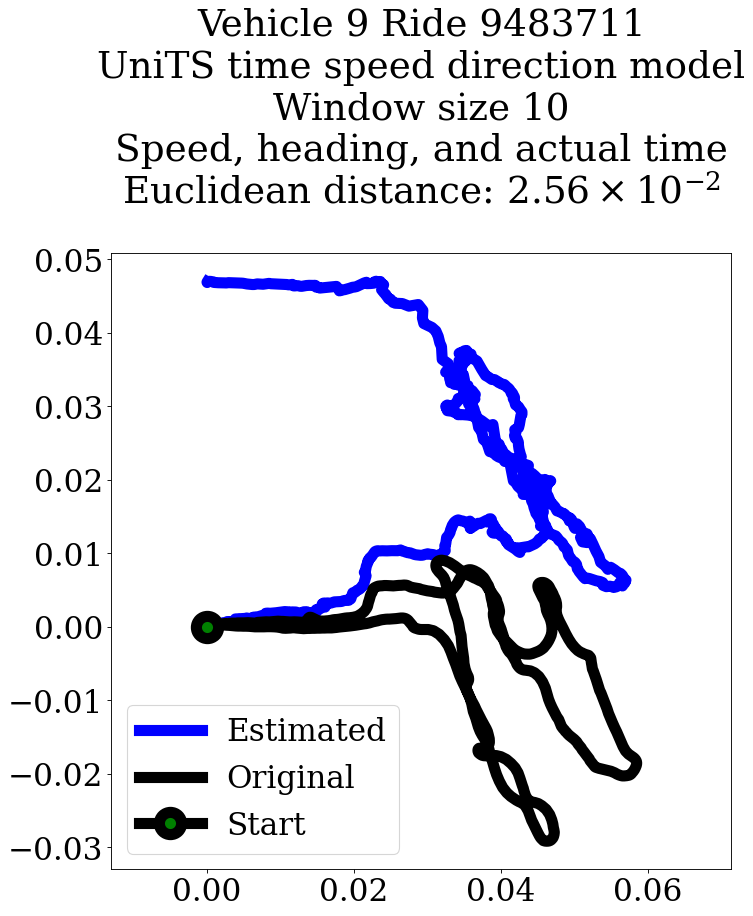 Vehicle 9 Ride 9483711
UniTS time speed direction model
Window size 10
Speed, heading, and actual time
Euclidean distance: 2.56 × 10⁻²
0.05
0.04
0.03
0.02
0.01
0.00
−0.01
−0.02
−0.03
Estimated
Original
Start
0.00 0.02 0.04 0.06